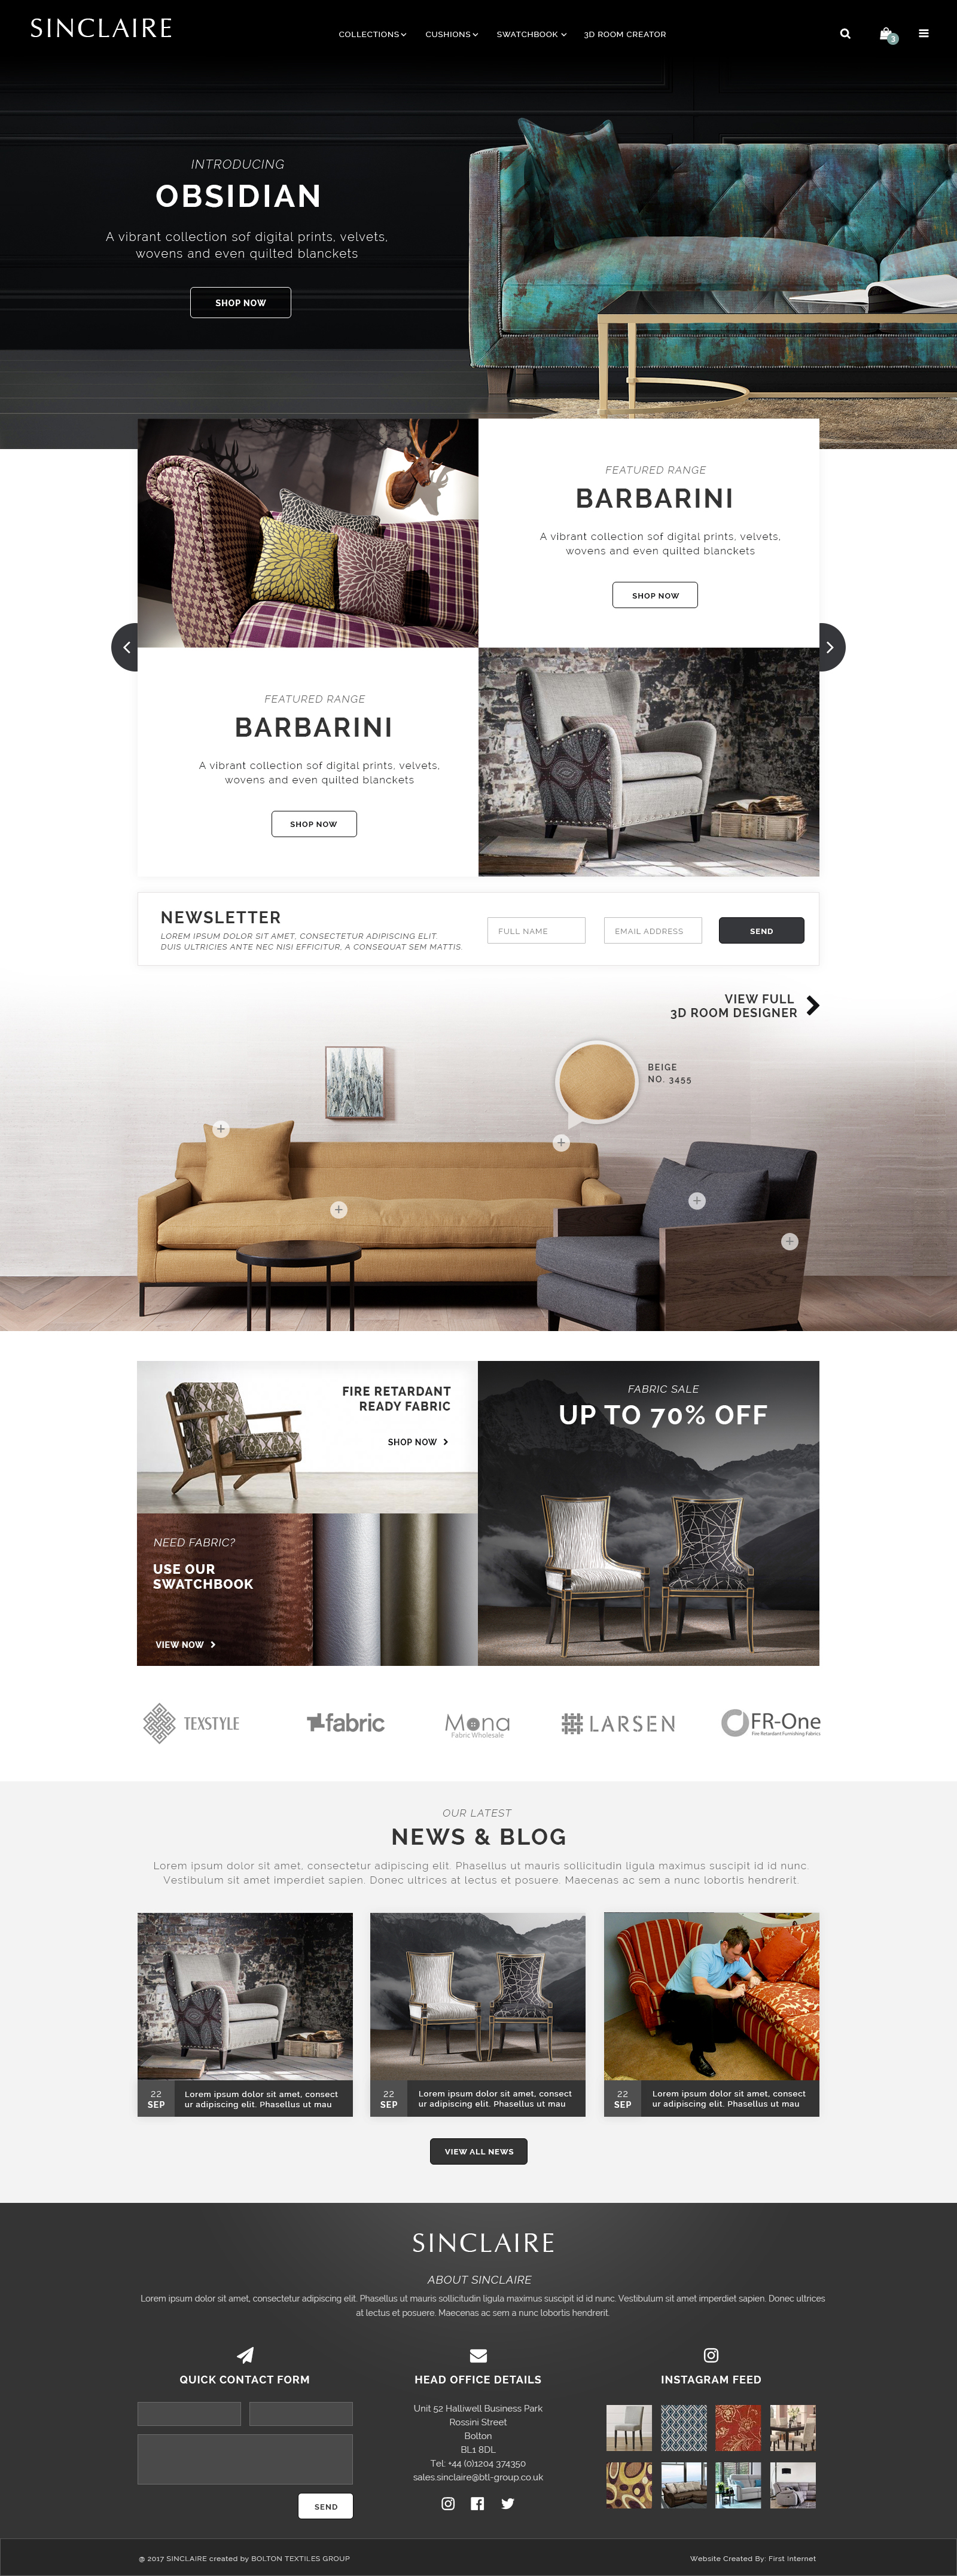 SINCLAIRE
COLLECTIONS
CUSHIONS
SWATCHBOOK
3D ROOM CREATOR
3
INTRODUCING
OBSIDIAN
A vibrant collection sof digital prints, velvets,
wovens and even quilted blanckets
SHOP NOW
FEATURED RANGE
BARBARINI
A vibrant collection sof digital prints, velvets,
wovens and even quilted blanckets
SHOP NOW
FEATURED RANGE
BARBARINI
A vibrant collection sof digital prints, velvets,
wovens and even quilted blanckets
SHOP NOW
NEWSLETTER
LOREM IPSUM DOLOR SIT AMET, CONSECTETUR ADIPISCING ELIT.
DUIS ULTRICIES ANTE NEC NISI EFFICITUR, A CONSEQUAT SEM MATTIS.
FULL NAME
EMAIL ADDRESS
SEND
VIEW FULL
3D ROOM DESIGNER
BEIGE
NO. 3455
FIRE RETARDANT
READY FABRIC
SHOP NOW
NEED FABRIC?
USE OUR
SWATCHBOOK
VIEW NOW
FABRIC SALE
UP TO 70% OFF
TEXSTYLE
fabric
Mona
Fabric Wholesale
LARSEN
FR-One
Fire Retardant Furnishing Fabrics
OUR LATEST
NEWS & BLOG
Lorem ipsum dolor sit amet, consectetur adipiscing elit. Phasellus ut mauris sollicitudin ligula maximus suscipit id id nunc.
Vestibulum sit amet imperdiet sapien. Donec ultrices at lectus et posuere. Maecenas ac sem a nunc lobortis hendrerit.
22
SEP
Lorem ipsum dolor sit amet, consect
ur adipiscing elit. Phasellus ut mau
22
SEP
Lorem ipsum dolor sit amet, consect
ur adipiscing elit. Phasellus ut mau
22
SEP
Lorem ipsum dolor sit amet, consect
ur adipiscing elit. Phasellus ut mau
VIEW ALL NEWS
SINCLAIRE
ABOUT SINCLAIRE
Lorem ipsum dolor sit amet, consectetur adipiscing elit. Phasellus ut mauris sollicitudin ligula maximus suscipit id id nunc. Vestibulum sit amet imperdiet sapien. Donec ultrices
at lectus et posuere. Maecenas ac sem a nunc lobortis hendrerit.
QUICK CONTACT FORM
SEND
HEAD OFFICE DETAILS
Unit 52 Halliwell Business Park
Rossini Street
Bolton
BL1 8DL
Tel: +44 (0)1204 374350
sales.sinclaire@btl-group.co.uk
INSTAGRAM FEED
@ 2017 SINCLAIRE created by BOLTON TEXTILES GROUP
Website Created By: First Internet